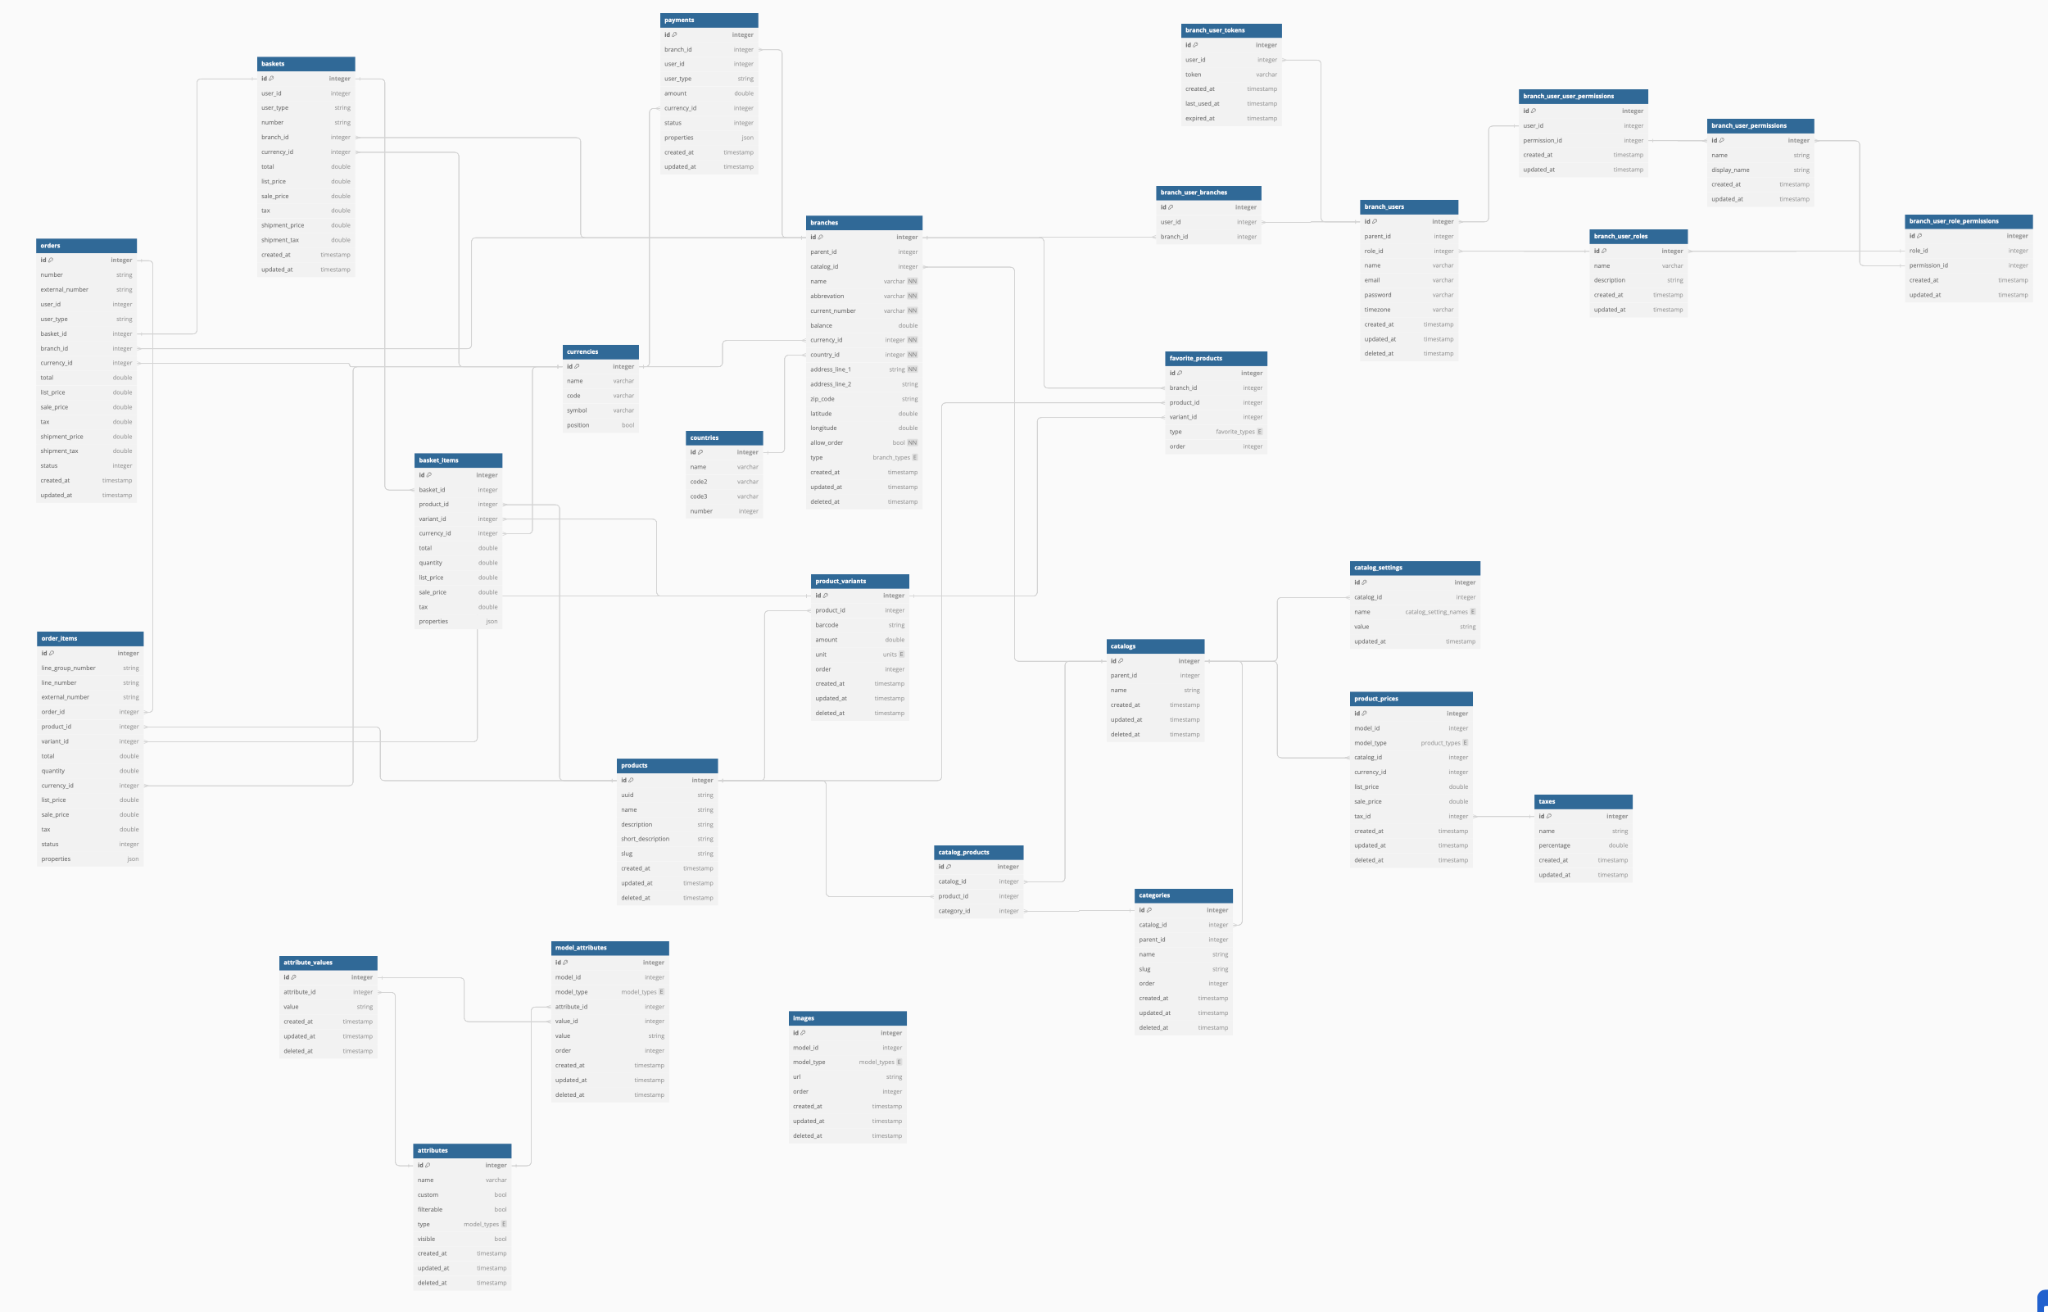 payments
id integer
branch_id integer
user_id integer
user_type string
amount double
currency_id integer
status integer
properties json
created_at timestamp
updated_at timestamp
branch_user_tokens
id integer
user_id integer
token varchar
created_at timestamp
last_used_at timestamp
expired_at timestamp
baskets
id integer
user_id integer
user_type string
number string
branch_id integer
currency_id integer
total double
list_price double
sale_price double
tax double
shipment_price double
shipment_tax double
created_at timestamp
updated_at timestamp
branch_user_user_permissions
id integer
user_id integer
permission_id integer
created_at timestamp
updated_at timestamp
branch_user_permissions
id integer
name string
display_name string
created_at timestamp
updated_at timestamp
branch_user_branches
id integer
user_id integer
branch_id integer
branch_users
id integer
parent_id integer
role_id integer
name varchar
email varchar
password varchar
timezone varchar
created_at timestamp
updated_at timestamp
deleted_at timestamp
branch_user_roles
id integer
name varchar
description string
created_at timestamp
updated_at timestamp
branch_user_role_permissions
id integer
role_id integer
permission_id integer
created_at timestamp
updated_at timestamp
branches
id integer
parent_id integer
catalog_id integer
name varchar NN
abbrevation varchar NN
current_number varchar NN
balance double
currency_id integer NN
country_id integer NN
address_line_1 string NN
address_line_2 string
zip_code string
latitude double
longitude double
allow_order bool NN
type branch_types E
created_at timestamp
updated_at timestamp
deleted_at timestamp
orders
id integer
number string
external_number string
user_id integer
user_type string
basket_id integer
branch_id integer
currency_id integer
total double
list_price double
sale_price double
tax double
shipment_price double
shipment_tax double
status integer
created_at timestamp
updated_at timestamp
currencies
id integer
name varchar
code varchar
symbol varchar
position bool
favorite_products
id integer
branch_id integer
product_id integer
variant_id integer
type favorite_types E
order integer
countries
id integer
name varchar
code2 varchar
code3 varchar
number integer
basket_items
id integer
basket_id integer
product_id integer
variant_id integer
currency_id integer
total double
quantity double
list_price double
sale_price double
tax double
properties json
product_variants
id integer
product_id integer
barcode string
amount double
unit units E
order integer
created_at timestamp
updated_at timestamp
deleted_at timestamp
catalog_settings
id integer
catalog_id integer
name catalog_setting_names E
value string
updated_at timestamp
order_items
id integer
line_group_number string
line_number string
external_number string
order_id integer
product_id integer
variant_id integer
total double
quantity double
currency_id integer
list_price double
sale_price double
tax double
status integer
properties json
catalogs
id integer
parent_id integer
name string
created_at timestamp
updated_at timestamp
deleted_at timestamp
product_prices
id integer
model_id integer
model_type product_types E
catalog_id integer
currency_id integer
list_price double
sale_price double
tax_id integer
created_at timestamp
updated_at timestamp
deleted_at timestamp
products
id integer
uuid string
name string
description string
short_description string
slug string
created_at timestamp
updated_at timestamp
deleted_at timestamp
taxes
id integer
name string
percentage double
created_at timestamp
updated_at timestamp
catalog_products
id integer
catalog_id integer
product_id integer
category_id integer
categories
id integer
catalog_id integer
parent_id integer
name string
slug string
order integer
created_at timestamp
updated_at timestamp
deleted_at timestamp
model_attributes
id integer
model_id integer
model_type model_types E
attribute_id integer
value_id integer
value string
order integer
created_at timestamp
updated_at timestamp
deleted_at timestamp
attribute_values
id integer
attribute_id integer
value string
created_at timestamp
updated_at timestamp
deleted_at timestamp
images
id integer
model_id integer
model_type model_types E
url string
order integer
created_at timestamp
updated_at timestamp
deleted_at timestamp
attributes
id integer
name varchar
custom bool
filterable bool
type model_types E
visible bool
created_at timestamp
updated_at timestamp
deleted_at timestamp